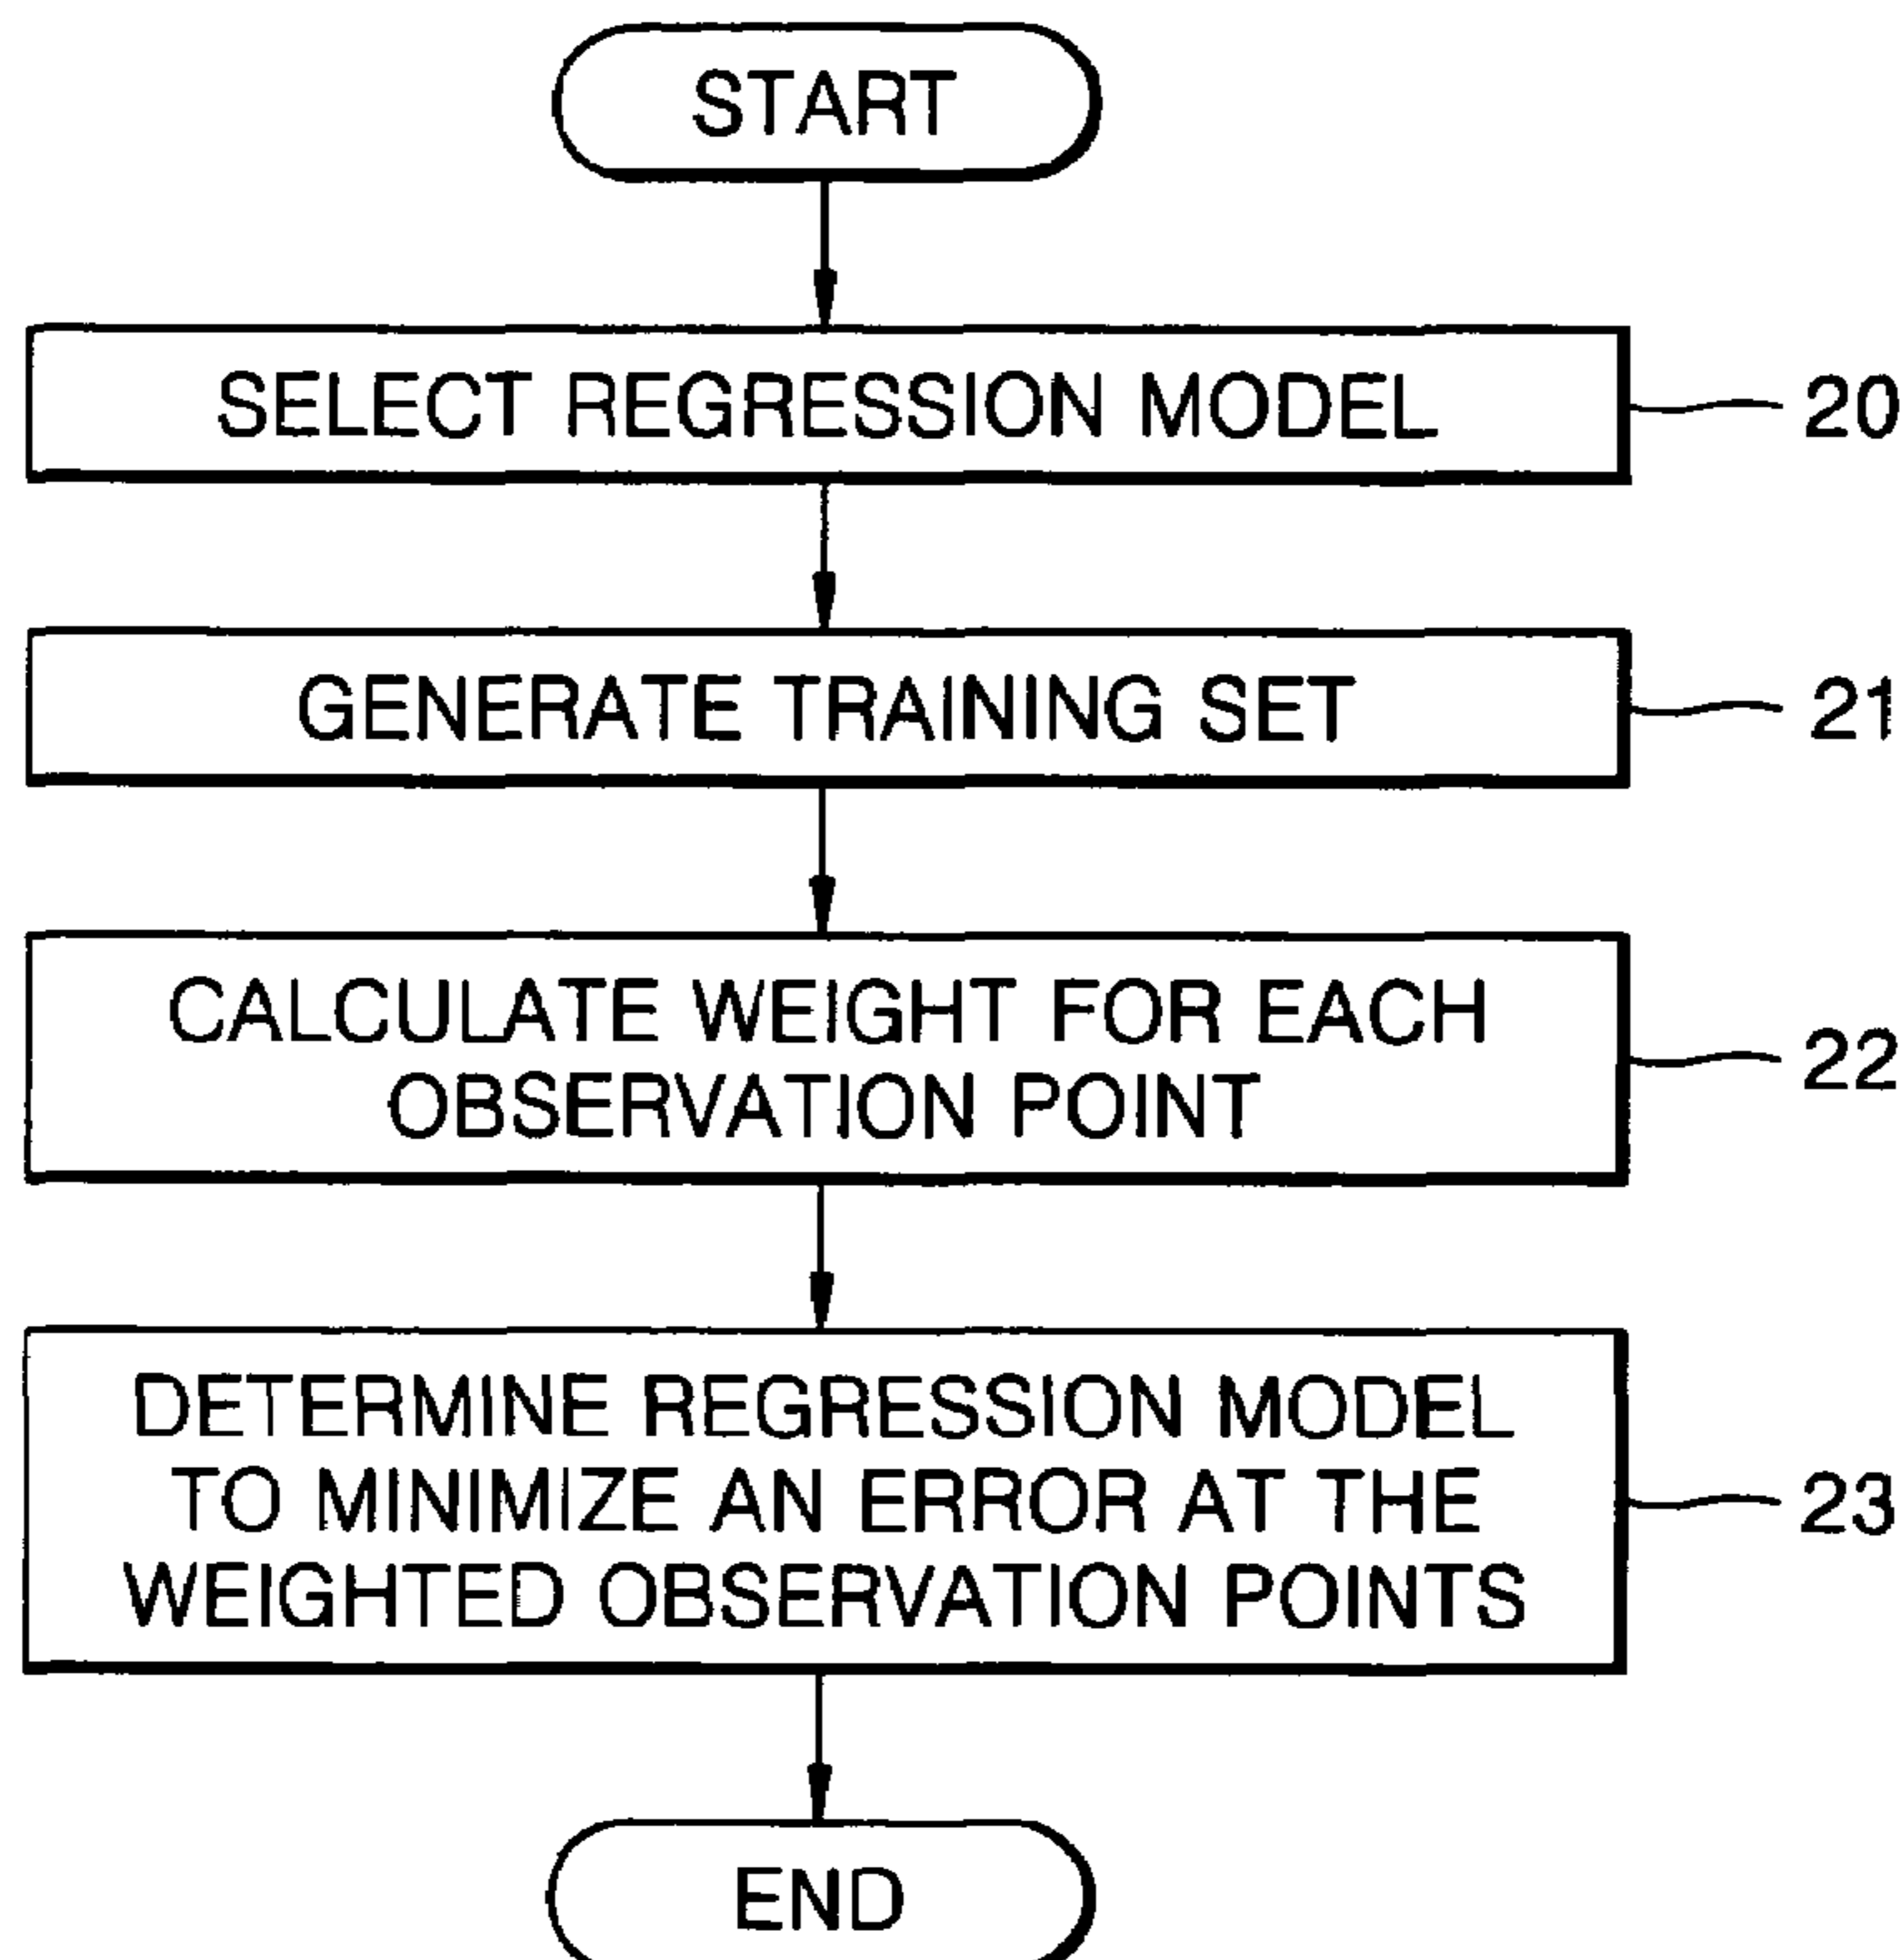 START
SELECT REGRESSION MODEL
20
GENERATE TRAINING SET
21
CALCULATE WEIGHT FOR EACH
OBSERVATION POINT
22
DETERMINE REGRESSION MODEL
TO MINIMIZE AN ERROR AT THE
WEIGHTED OBSERVATION POINTS
23
END